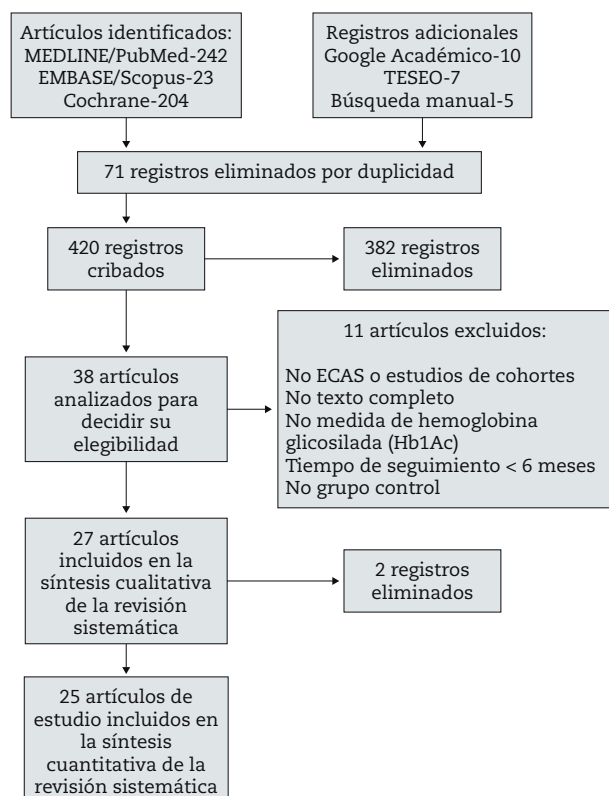 Artículos identificados:
MEDLINE/PubMed-242
EMBASE/Scopus-23
Cochrane-204
Registros adicionales
Google Académico-10
TESEO-7
Búsqueda manual-5
71 registros eliminados por duplicidad
420 registros
cribados
382 registros
eliminados
11 artículos excluidos:
No ECAS o estudios de cohortes
No texto completo
No medida de hemoglobina
glicosilada (Hb1Ac)
Tiempo de seguimiento < 6 meses
No grupo control
38 artículos
analizados para
decidir su
elegibilidad
27 artículos
incluidos en la
síntesis cualitativa
de la revisión
sistemática
2 registros
eliminados
25 artículos de
estudio incluidos en
la síntesis
cuantitativa de la
revisión sistemática